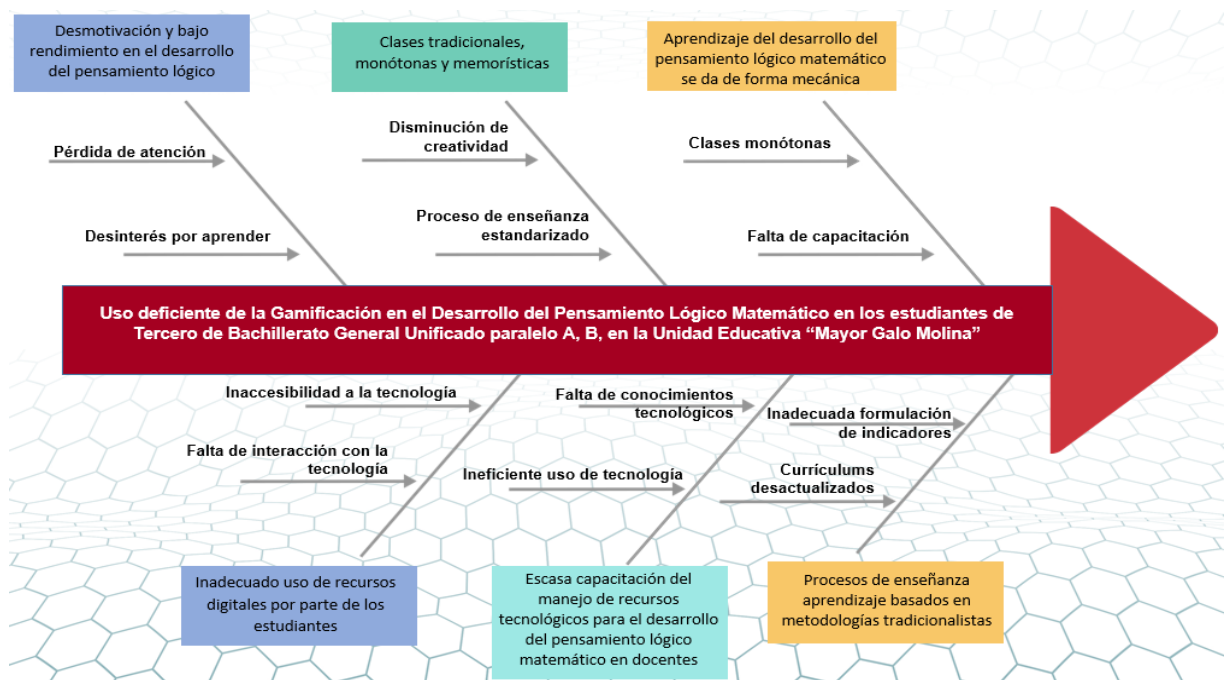 Desmotivación y bajo
rendimiento en el desarrollo
del pensamiento lógico
Clases tradicionales,
monótonas y memorísticas
Aprendizaje del desarrollo del
pensamiento lógico matemático
se da de forma mecánica
Pérdida de atención
Disminución de
creatividad
Clases monótonas
Desinterés por aprender
Proceso de enseñanza
estandarizado
Falta de capacitación
Uso deficiente de la Gamificación en el Desarrollo del Pensamiento Lógico Matemático en los estudiantes de
Tercero de Bachillerato General Unificado paralelo A, B, en la Unidad Educativa “Mayor Galo Molina”
Inaccesibilidad a la tecnología
Falta de conocimientos
tecnológicos
Inadecuada formulación
de indicadores
Falta de interacción con la
tecnología
Ineficiente uso de tecnología
Currículums
desactualizados
Inadecuado uso de recursos
digitales por parte de los
estudiantes
Escasa capacitación del
manejo de recursos
tecnológicos para el desarrollo
del pensamiento lógico
matemático en docentes
Procesos de enseñanza
aprendizaje basados en
metodologías tradicionalistas